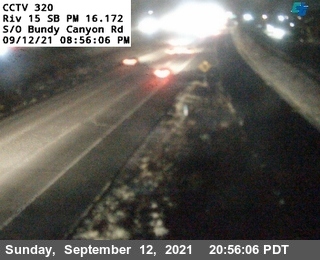 CCTV 320
Riv 15 SB PM 16.172
S/O Bundy Canyon Rd
09/12/21 08:56:06 PM
Sunday, September 12, 2021 20:56:06 PDT